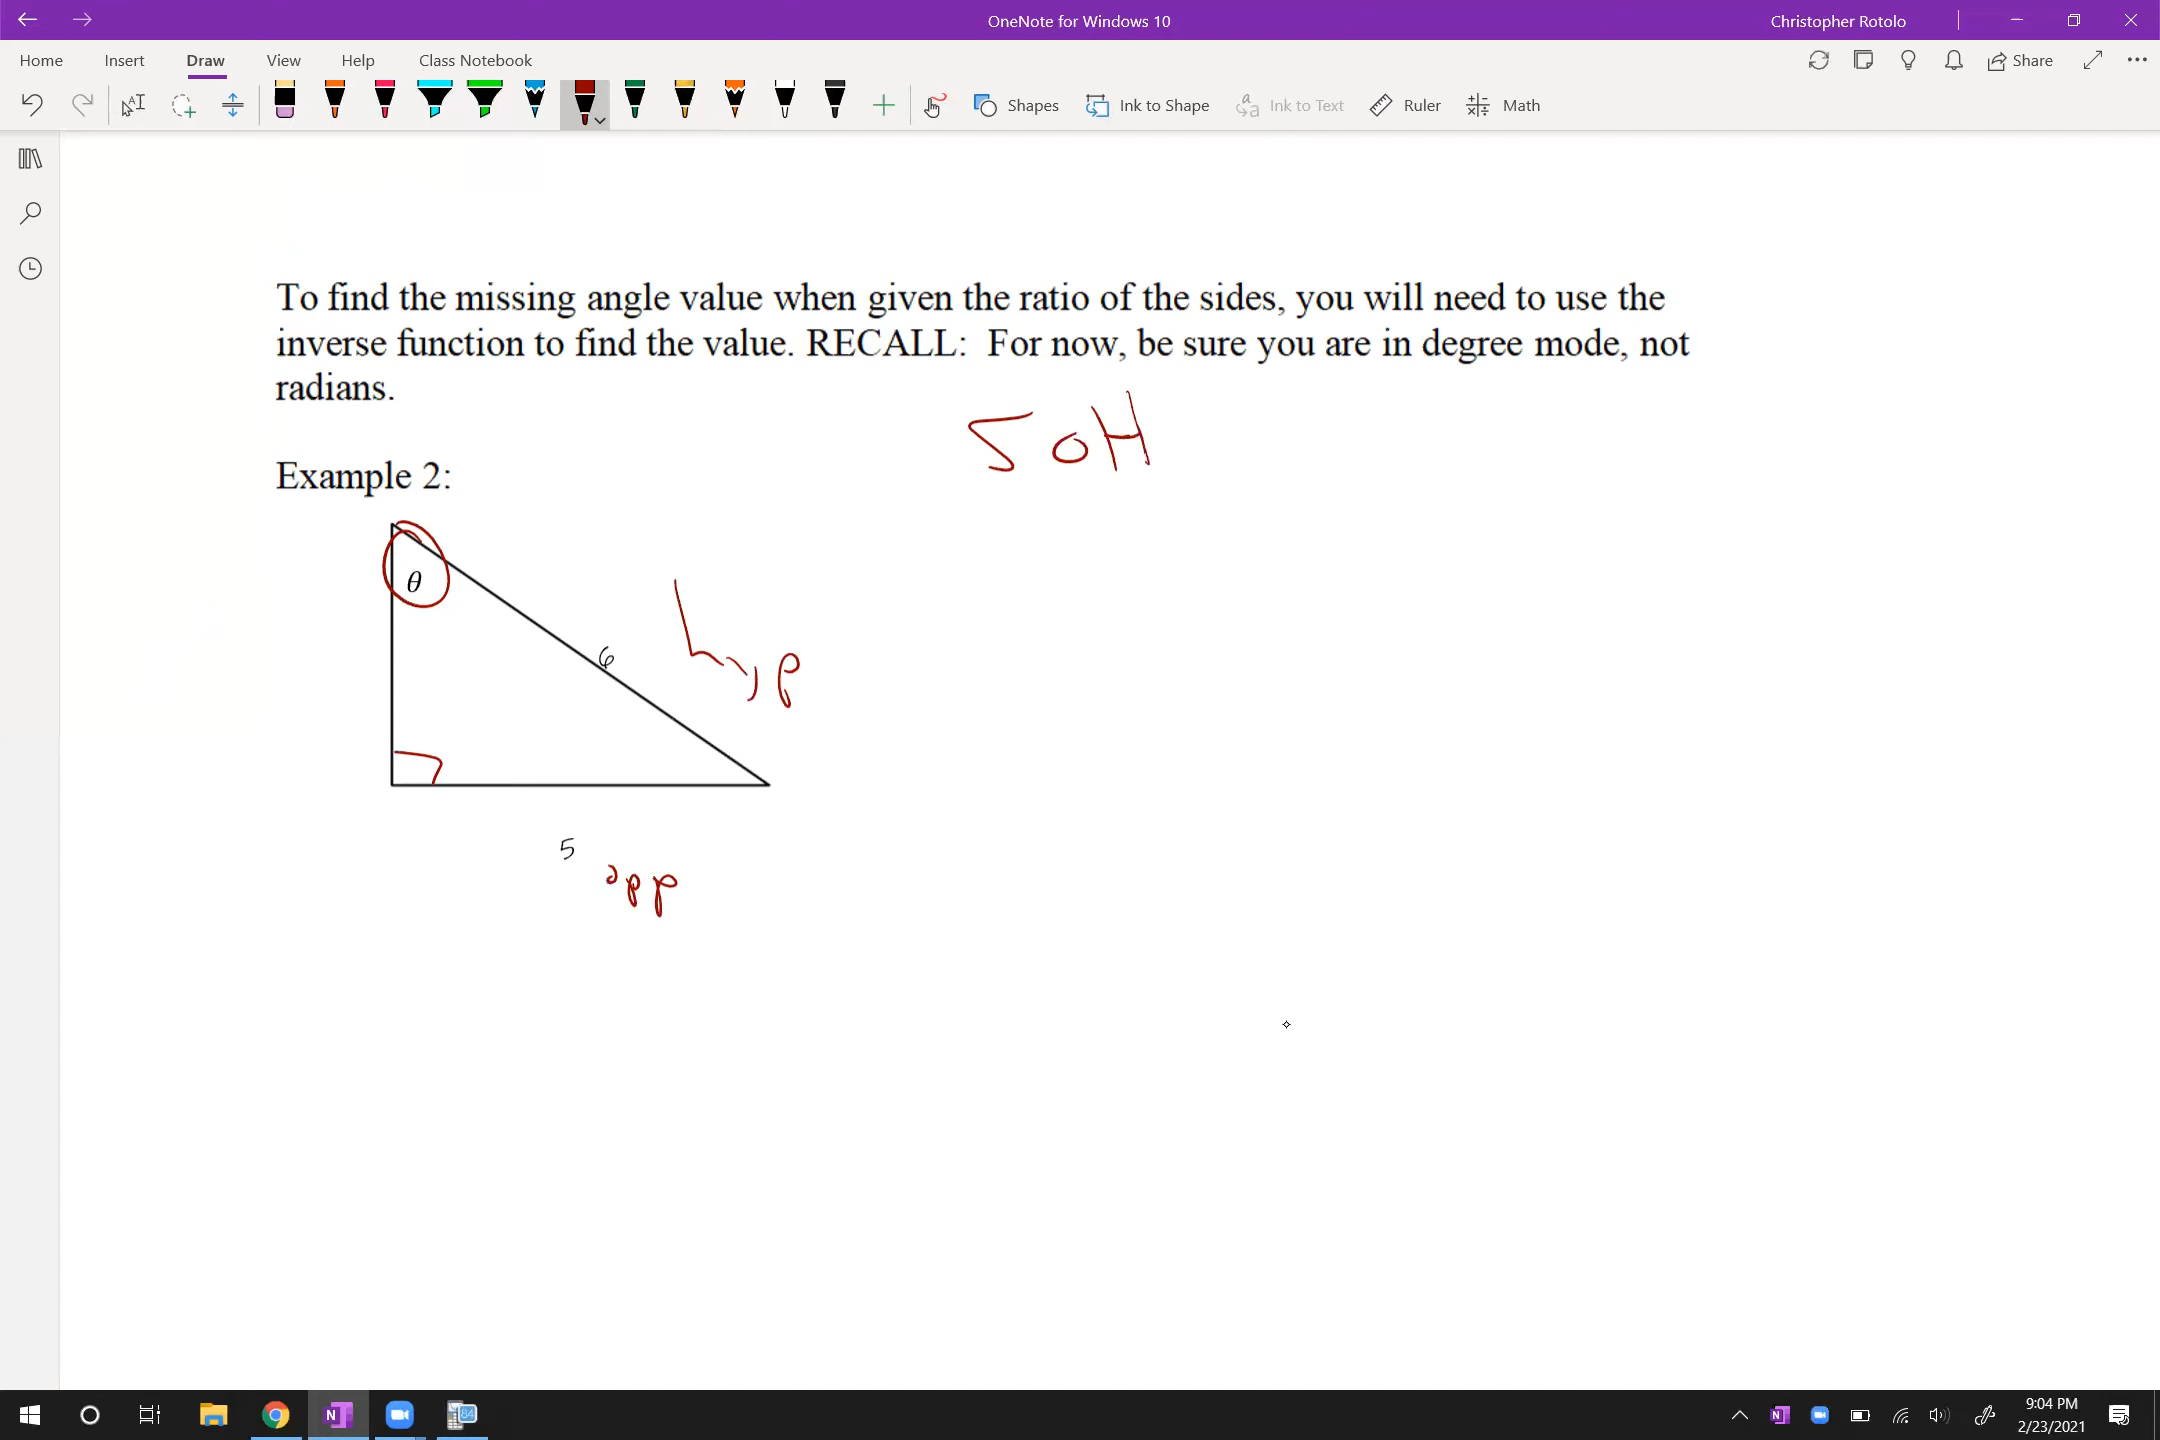 OneNote for Windows 10
Christopher Rotolo
Home Insert Draw View Help Class Notebook
Share
Shapes Ink to Shape Ink to Text Ruler Math
To find the missing angle value when given the ratio of the sides, you will need to use the
inverse function to find the value. RECALL: For now, be sure you are in degree mode, not
radians.
SOH
Example 2:
θ
6
hyp
5
opp
9:04 PM
2/23/2021